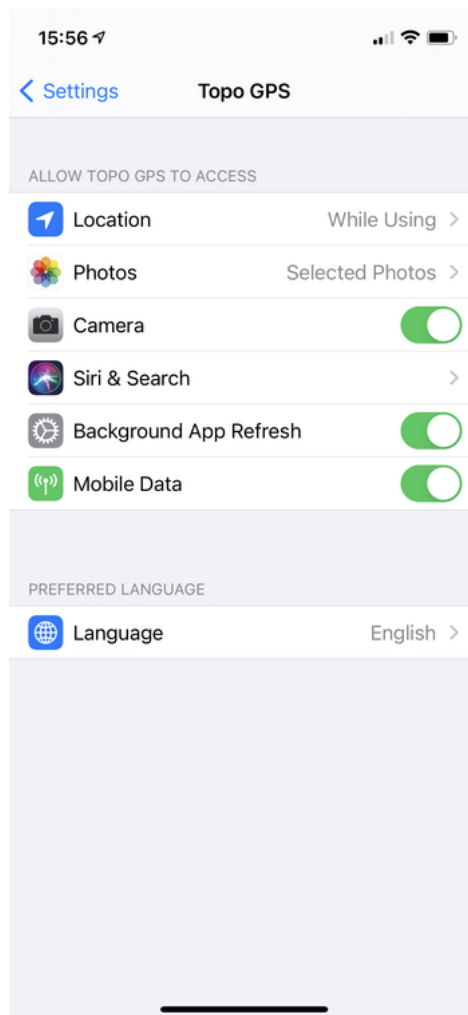 15:56
Settings Topo GPS
ALLOW TOPO GPS TO ACCESS
Location While Using
Photos Selected Photos
Camera
Siri & Search
Background App Refresh
Mobile Data
PREFERRED LANGUAGE
Language English